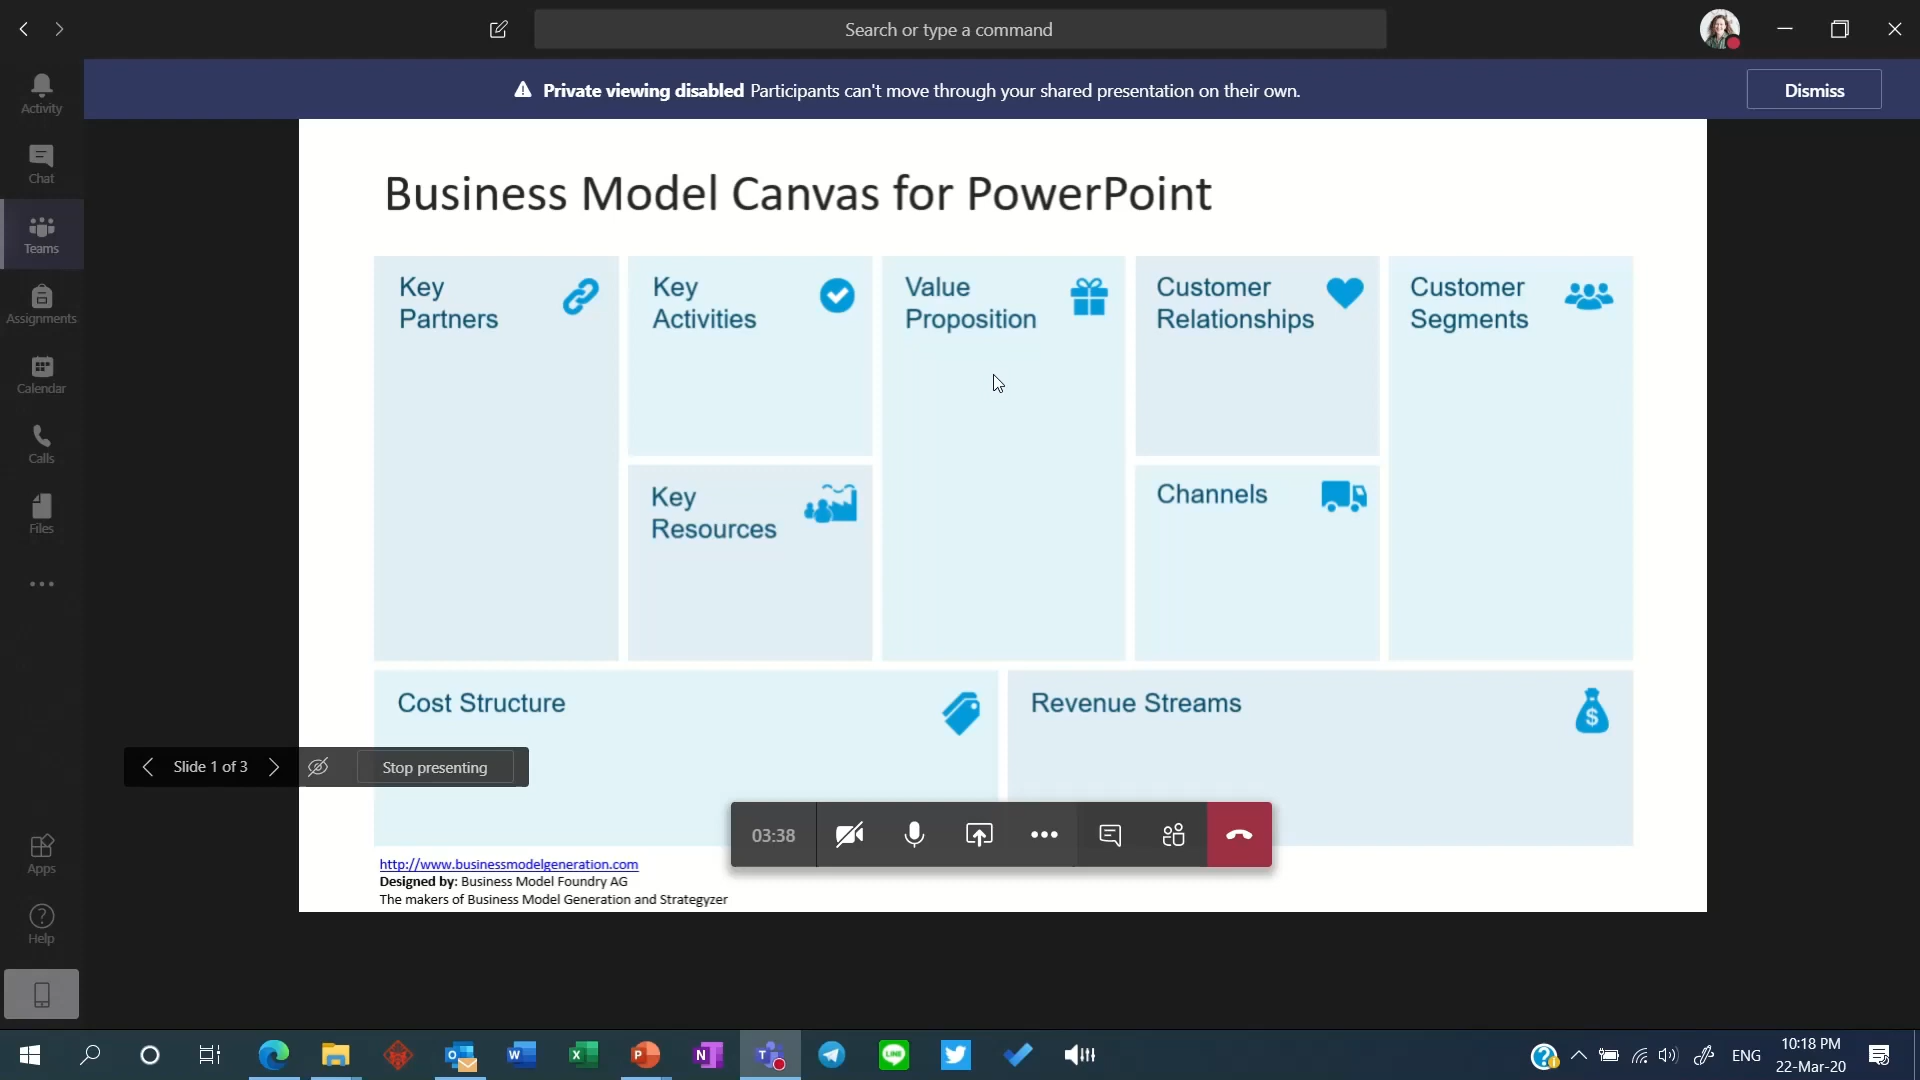 Search or type a command
Private viewing disabled Participants can't move through your shared presentation on their own.
Dismiss
Activity
Chat
Teams
Assignments
Calendar
Calls
Files
Apps
Help
Business Model Canvas for PowerPoint
Key
Partners
Key
Activities
Value
Proposition
Customer
Relationships
Customer
Segments
Key
Resources
Channels
Cost Structure
Revenue Streams
$
Slide 1 of 3
Stop presenting
03:38
http://www.businessmodelgeneration.com
Designed by: Business Model Foundry AG
The makers of Business Model Generation and Strategyzer
O
W
X
P
N
T
LINE
?
ENG
10:18 PM
22-Mar-20